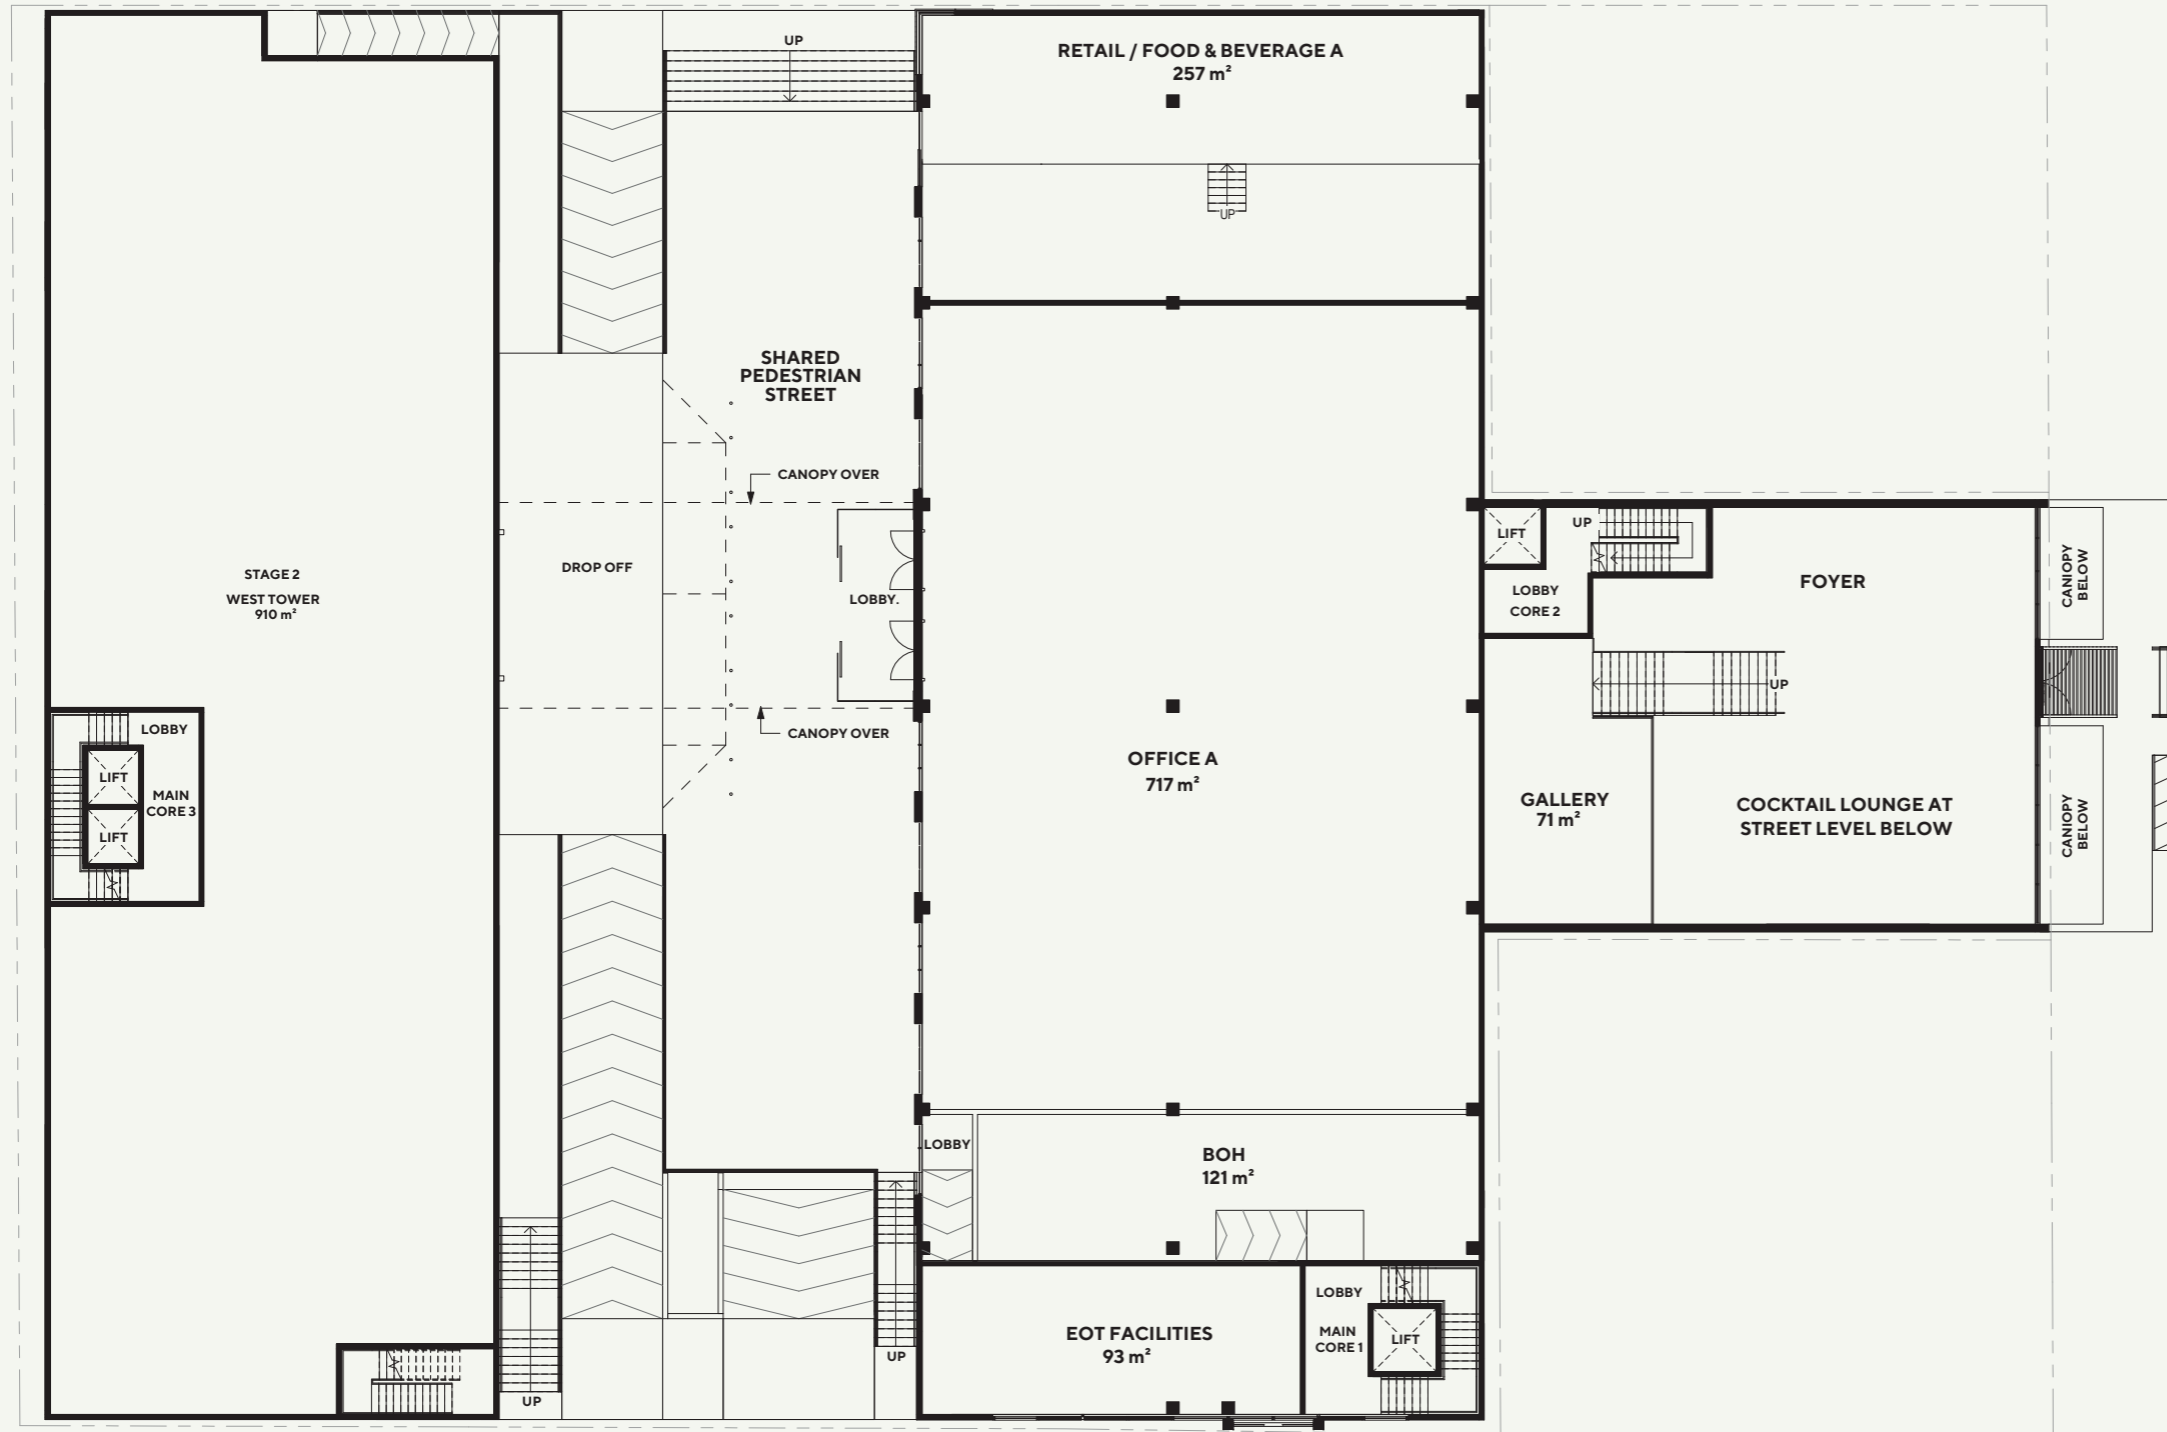 UP
RETAIL / FOOD & BEVERAGE A
257 m²
UP
SHARED
PEDESTRIAN
STREET
CANOPY OVER
DROP OFF
LOBBY.
CANOPY OVER
STAGE 2
WEST TOWER
910 m²
LOBBY
LIFT
MAIN
CORE 3
LIFT
OFFICE A
717 m²
LIFT
UP
LOBBY
CORE 2
FOYER
CANIOPY
BELOW
UP
GALLERY
71 m²
COCKTAIL LOUNGE AT
STREET LEVEL BELOW
CANIOPY
BELOW
LOBBY
BOH
121 m²
EOT FACILITIES
93 m²
LOBBY
MAIN
CORE 1
LIFT
UP
UP